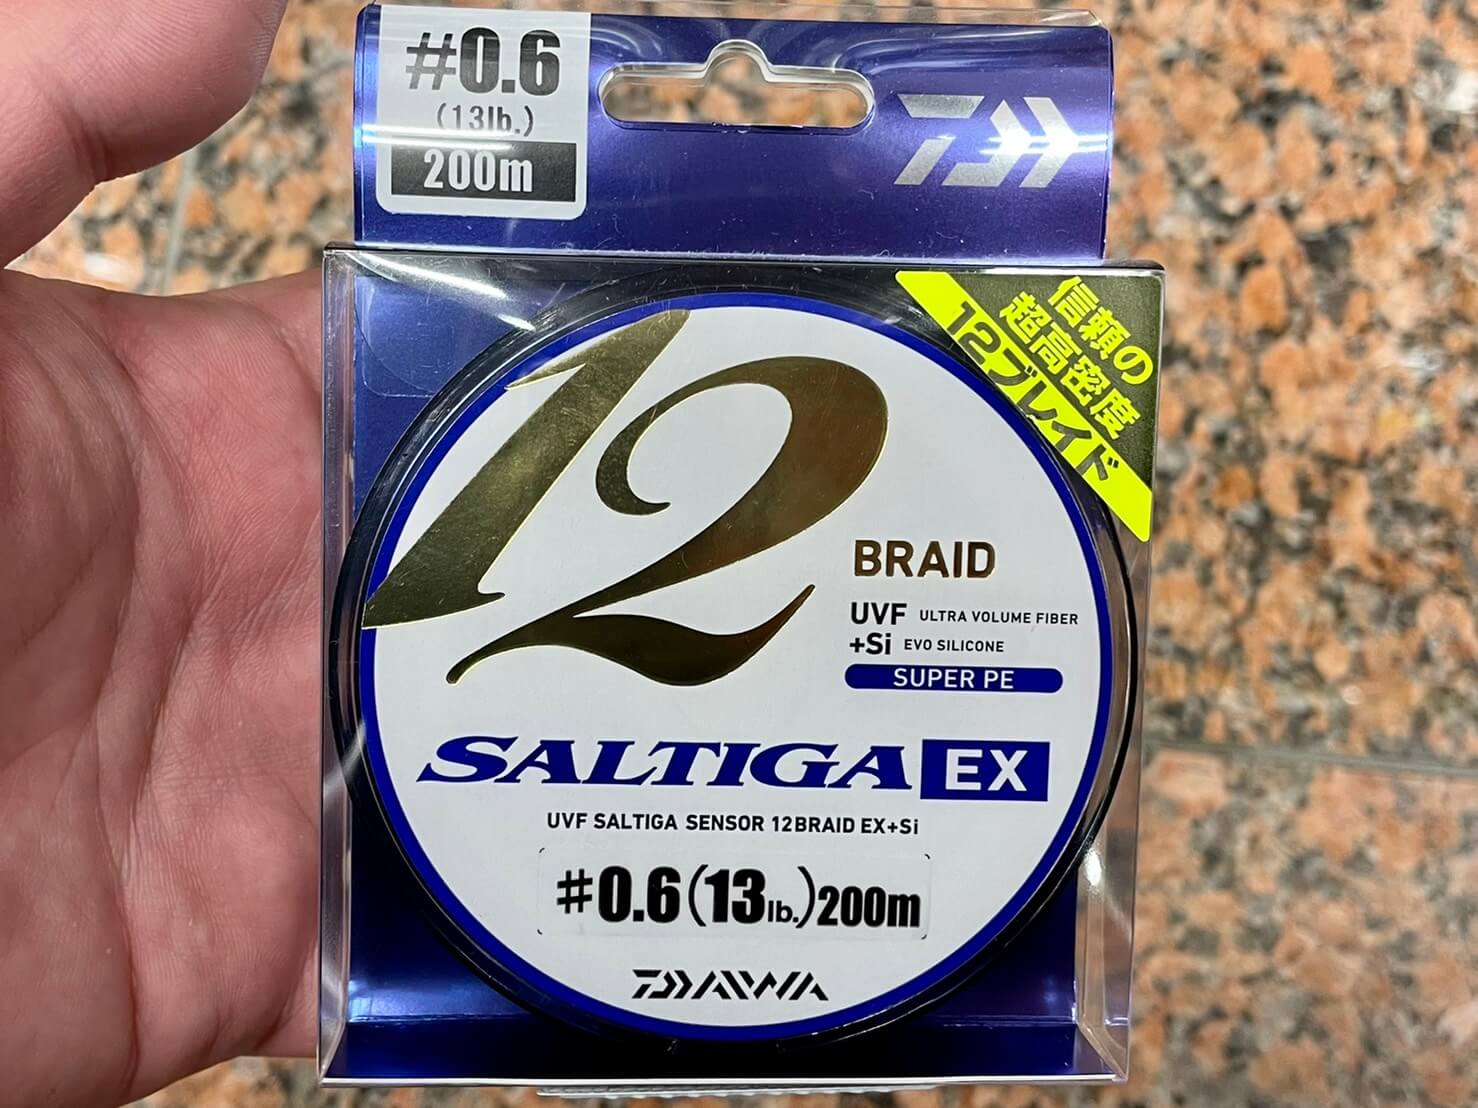 #0.6
(13lb.)
200m
信頼の
超高密度
12ブレイド
12
BRAID
UVF ULTRA VOLUME FIBER
+Si EVO SILICONE
SUPER PE
SALTIGA EX
UVF SALTIGA SENSOR 12BRAID EX+Si
#0.6(13lb.)200m
DAIWA